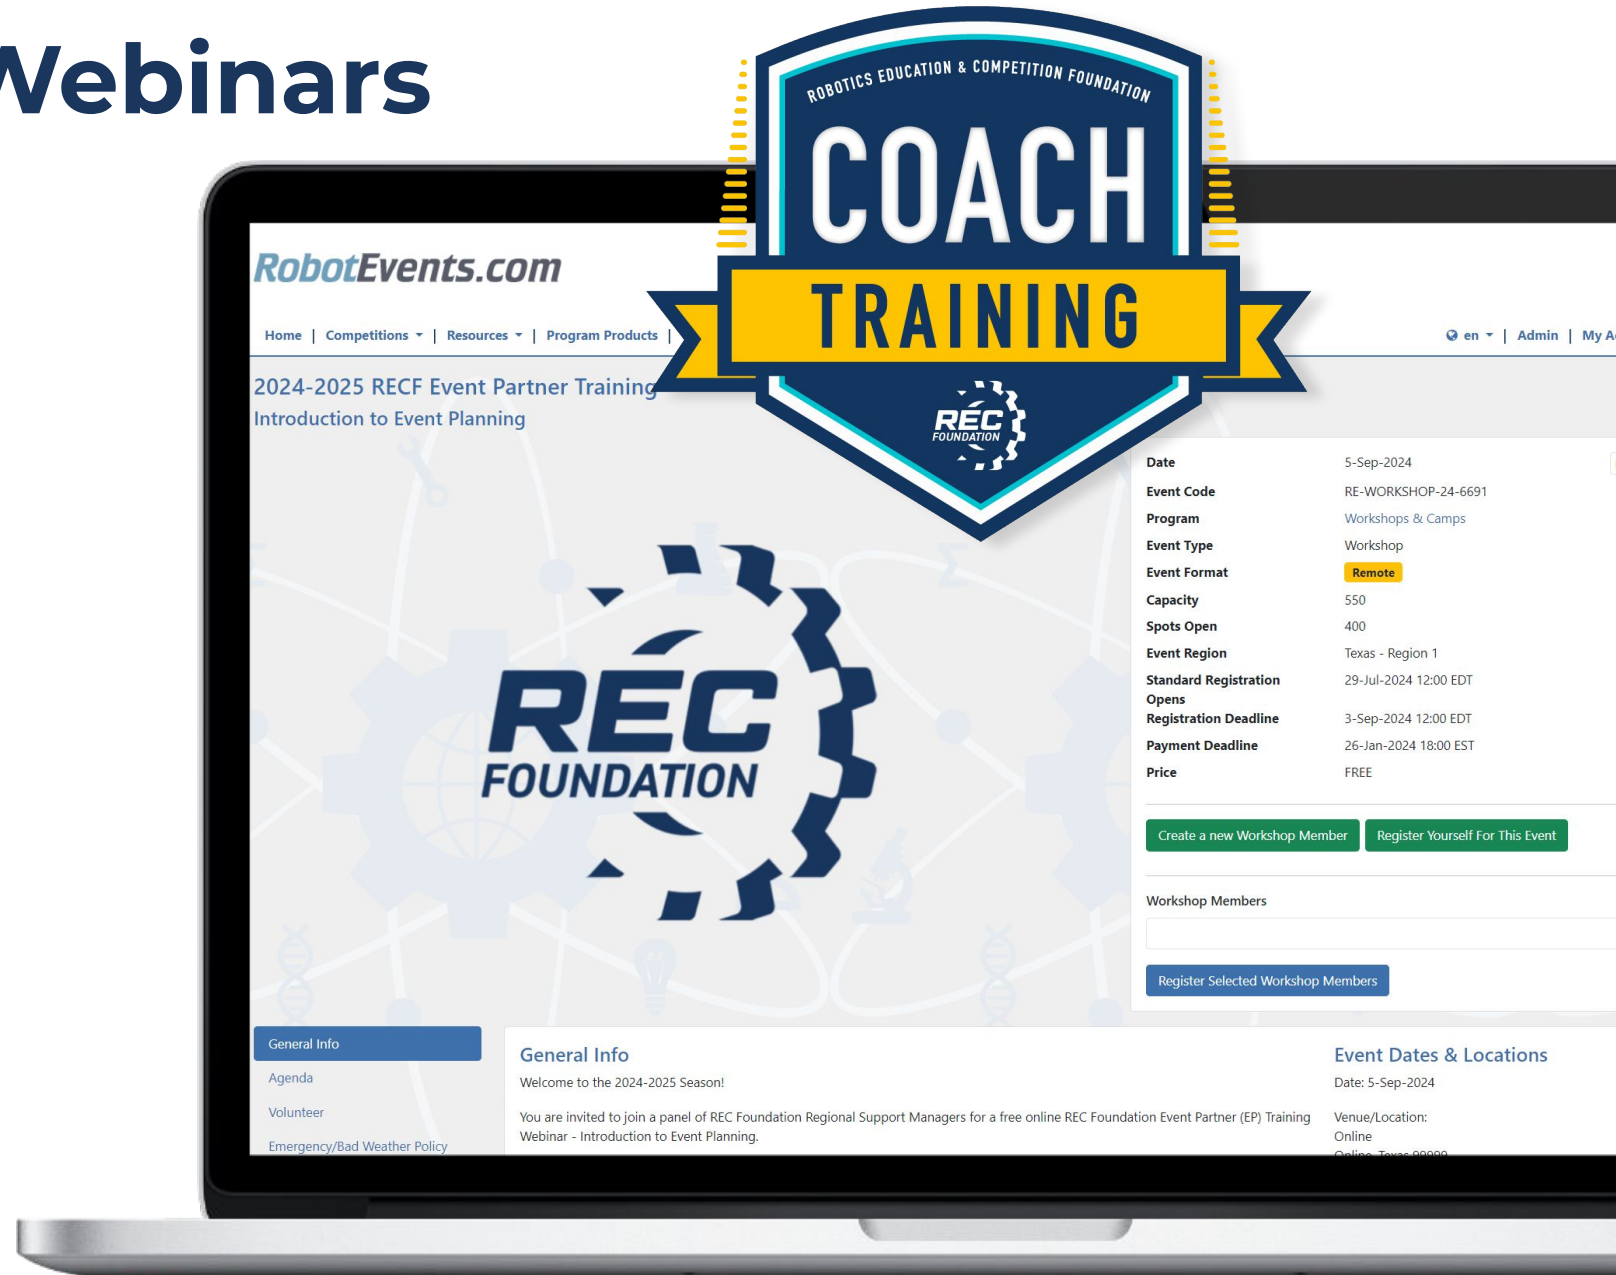 Webinars
ROBOTICS EDUCATION & COMPETITION FOUNDATION
COACH
TRAINING
REC
FOUNDATION
RobotEvents.com
Home | Competitions | Resources | Program Products |
en | Admin | My
2024-2025 RECF Event Partner Training
Introduction to Event Planning
REC
FOUNDATION
Date 5-Sep-2024
Event Code RE-WORKSHOP-24-6691
Program Workshops & Camps
Event Type Workshop
Event Format Remote
Capacity 550
Spots Open 400
Event Region Texas - Region 1
Standard Registration 29-Jul-2024 12:00 EDT
Opens
Registration Deadline 3-Sep-2024 12:00 EDT
Payment Deadline 26-Jan-2024 18:00 EST
Price FREE
Create a new Workshop Member Register Yourself For This Event
Workshop Members
Register Selected Workshop Members
General Info
Agenda
Volunteer
Emergency/Bad Weather Policy
General Info
Welcome to the 2024-2025 Season!
You are invited to join a panel of REC Foundation Regional Support Managers for a free online REC Foundation Event Partner (EP) Training
Webinar - Introduction to Event Planning.
Event Dates & Locations
Date: 5-Sep-2024
Venue/Location:
Online
Online, Texas 99999